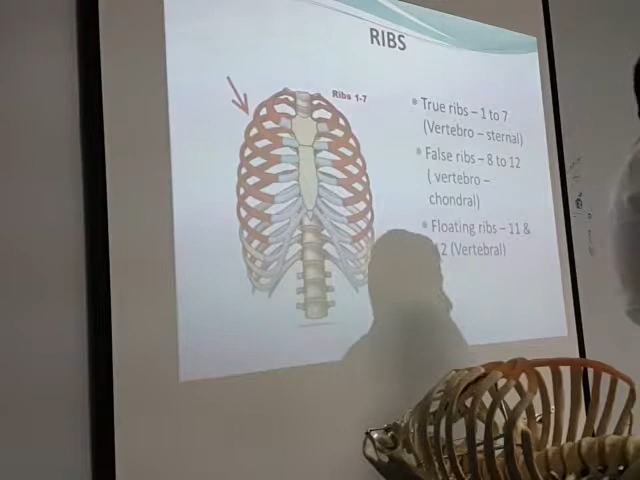 RIBS
Ribs 1-7
• True ribs – 1 to 7
(Vertebro – sternal)
• False ribs – 8 to 12
( vertebro –
chondral)
• Floating ribs – 11 &
12 (Vertebral)